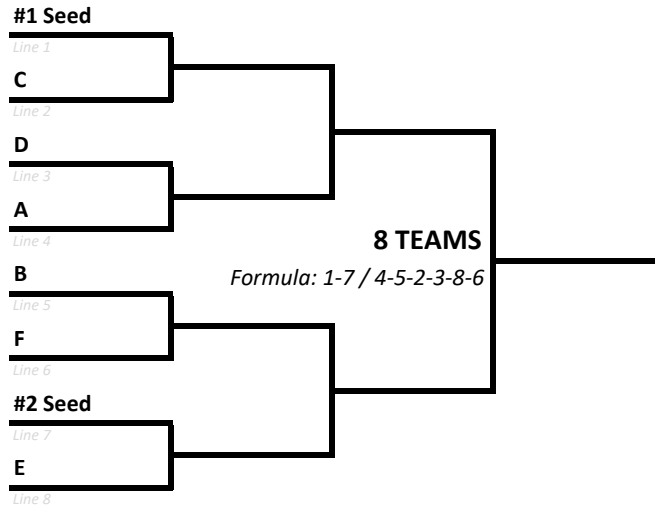 #1 Seed
Line 1
C
Line 2
D
Line 3
A
Line 4
8 TEAMS
B
Formula: 1-7 / 4-5-2-3-8-6
Line 5
F
Line 6
#2 Seed
Line 7
E
Line 8